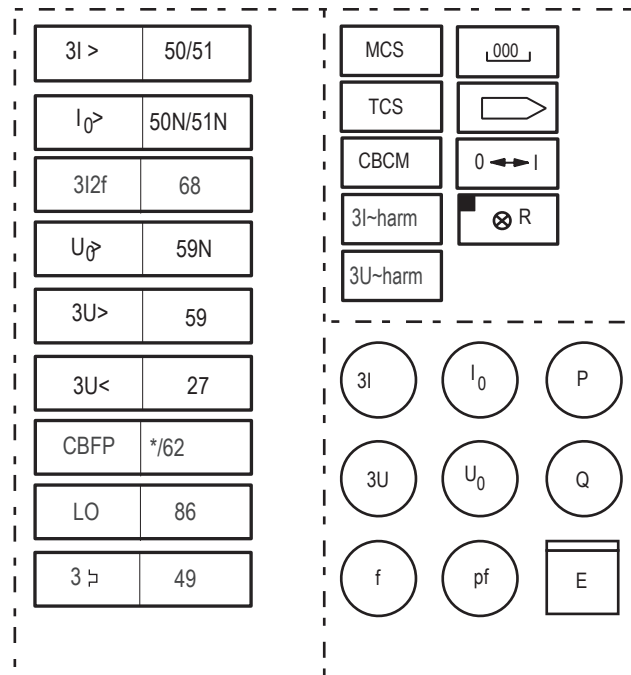 3I > 50/51
I0> 50N/51N
3I2f 68
U0> 59N
3U> 59
3U< 27
CBFP */62
LO 86
3 49
MCS 000
TCS
CBCM 0 I
3I~harm R
3U~harm
3I I0 P
3U U0 Q
f pf E